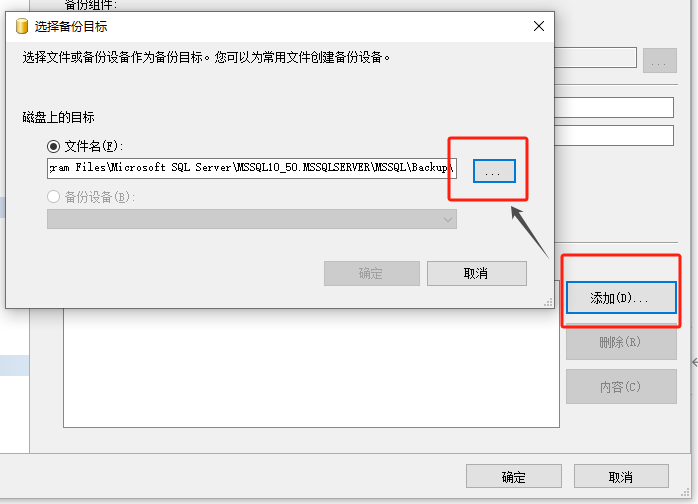 备份组件:
选择备份目标
选择文件或备份设备作为备份目标。您可以为常用文件创建备份设备。
磁盘上的目标
文件名(F):
gram Files\Microsoft SQL Server\MSSQL10_50.MSSQLSERVER\MSSQL\Backup\
...
备份设备(B):
确定
取消
...
添加(D)...
删除(R)
内容(C)
确定
取消